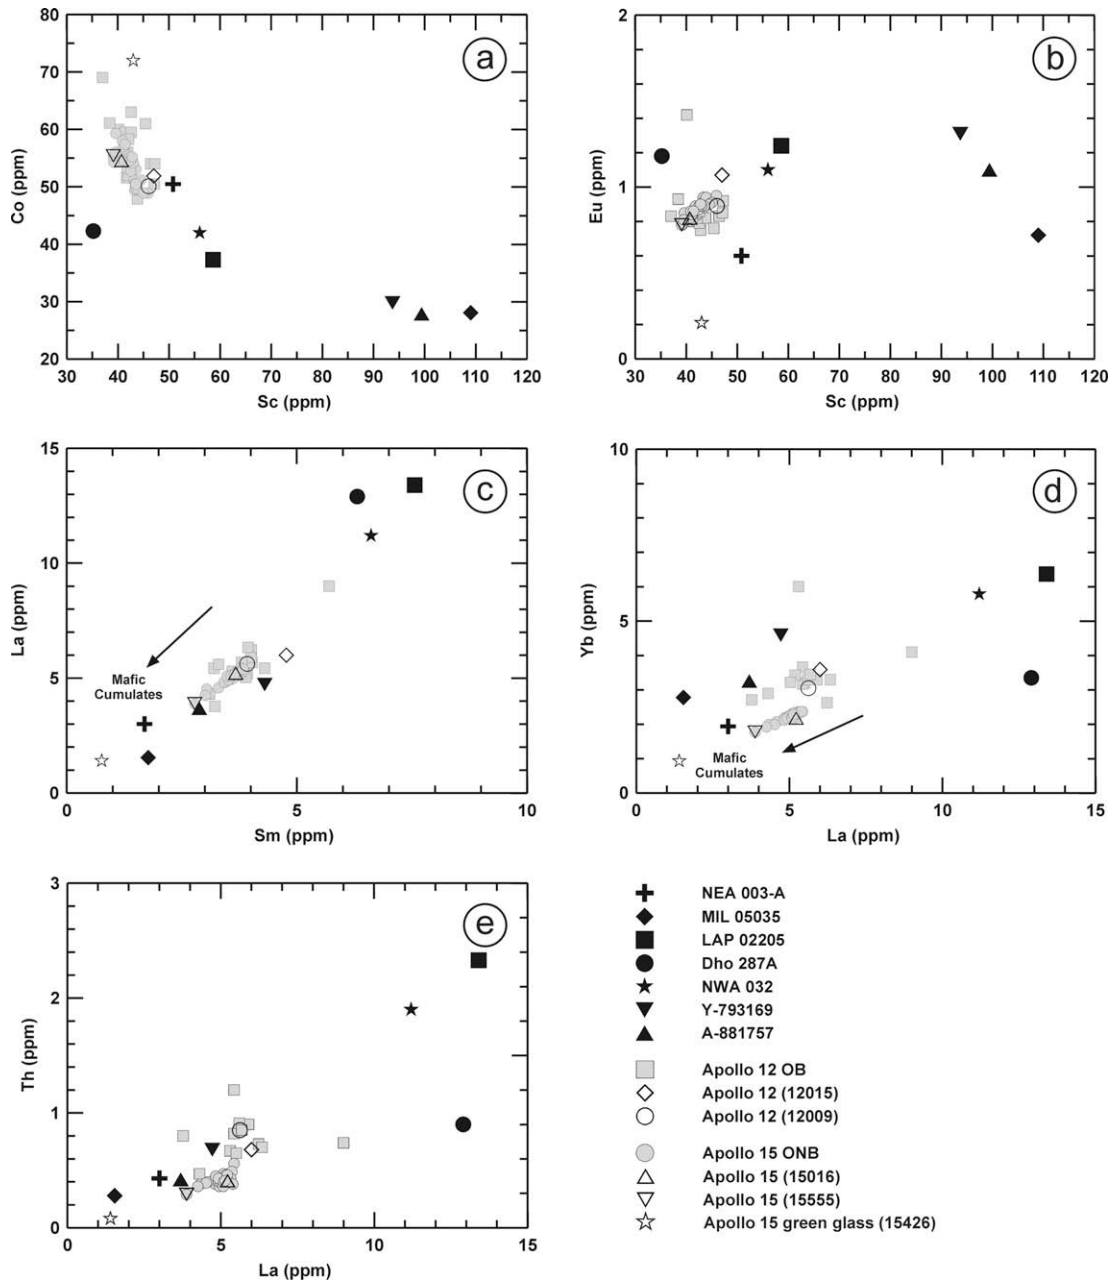 80
70
60
50
40
30
20
Co (ppm)
a
30 40 50 60 70 80 90 100 110 120
Sc (ppm)
2
1
0
Eu (ppm)
b
30 40 50 60 70 80 90 100 110 120
Sc (ppm)
15
10
5
0
La (ppm)
c
Mafic
Cumulates
0 5 10
Sm (ppm)
10
5
0
Yb (ppm)
d
Mafic
Cumulates
0 5 10 15
La (ppm)
3
2
1
0
Th (ppm)
e
0 5 10 15
La (ppm)
NEA 003-A
MIL 05035
LAP 02205
Dho 287A
NWA 032
Y-793169
A-881757
Apollo 12 OB
Apollo 12 (12015)
Apollo 12 (12009)
Apollo 15 ONB
Apollo 15 (15016)
Apollo 15 (15555)
Apollo 15 green glass (15426)